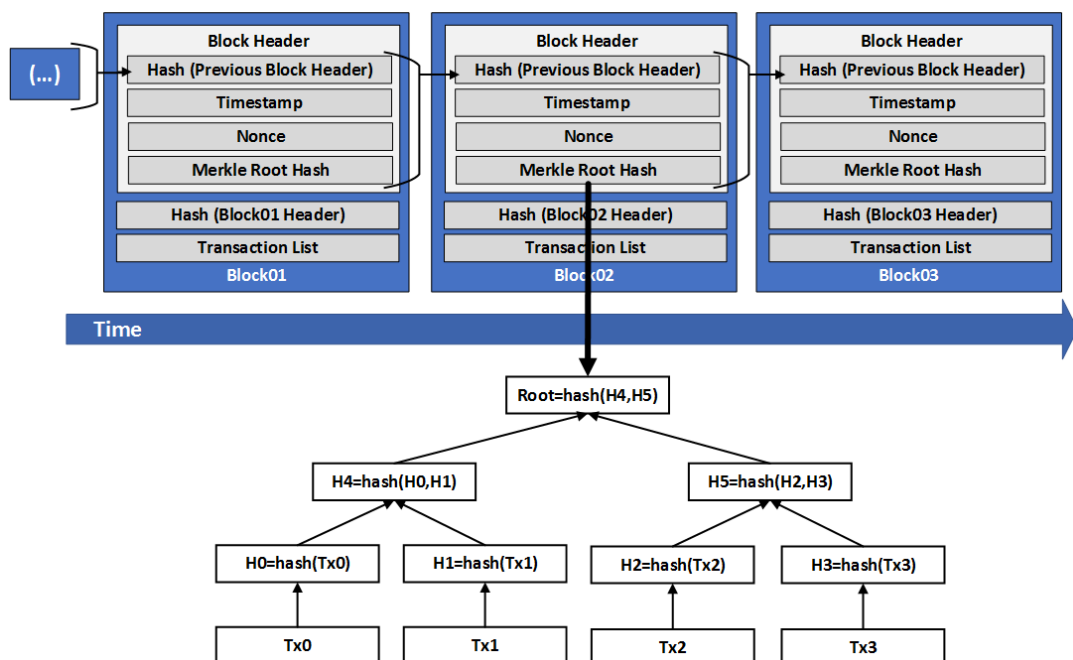 (...)
Block Header
Hash (Previous Block Header)
Timestamp
Nonce
Merkle Root Hash
Hash (Block01 Header)
Transaction List
Block01
Block Header
Hash (Previous Block Header)
Timestamp
Nonce
Merkle Root Hash
Hash (Block02 Header)
Transaction List
Block02
Block Header
Hash (Previous Block Header)
Timestamp
Nonce
Merkle Root Hash
Hash (Block03 Header)
Transaction List
Block03
Time
Root=hash(H4,H5)
H4=hash(H0,H1)
H5=hash(H2,H3)
H0=hash(Tx0)
H1=hash(Tx1)
H2=hash(Tx2)
H3=hash(Tx3)
Tx0
Tx1
Tx2
Tx3